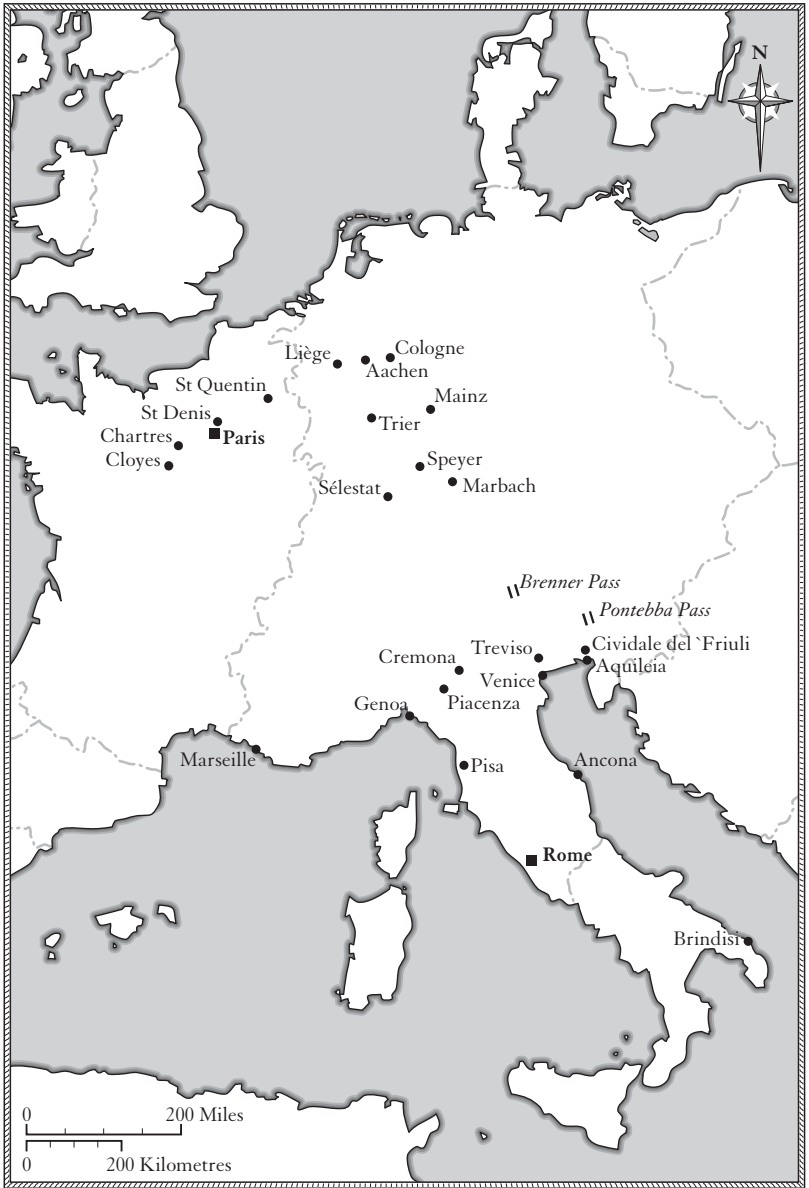 N
Liège
Cologne
Aachen
St Quentin
Mainz
St Denis
Trier
Chartres
Paris
Cloyes
Speyer
Sélestat
Marbach
Brenner Pass
Pontebba Pass
Treviso
Cividale del `Friuli
Cremona
Aquileia
Venice
Genoa
Piacenza
Marseille
Pisa
Ancona
Rome
Brindisi
0 200 Miles
0 200 Kilometres